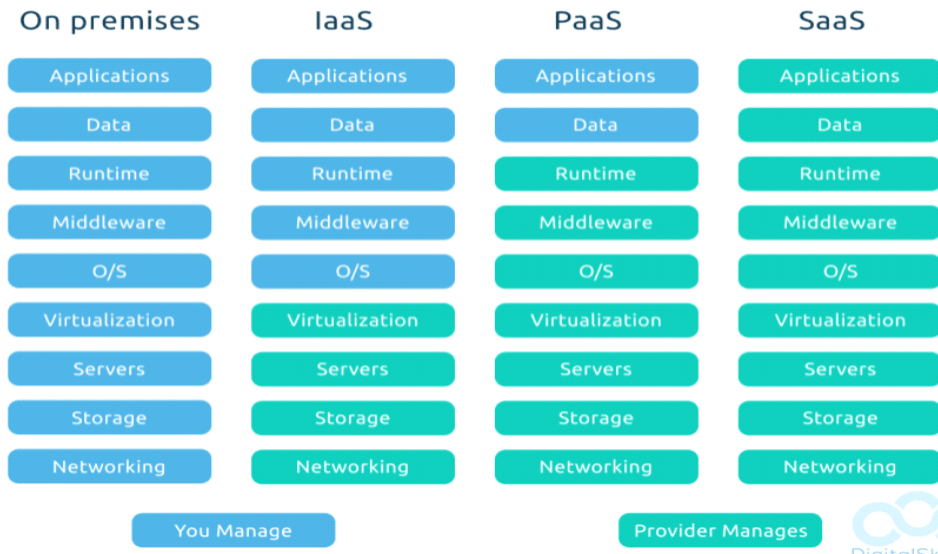 On premises IaaS PaaS SaaS
Applications Applications Applications Applications
Data Data Data Data
Runtime Runtime Runtime Runtime
Middleware Middleware Middleware Middleware
O/S O/S O/S O/S
Virtualization Virtualization Virtualization Virtualization
Servers Servers Servers Servers
Storage Storage Storage Storage
Networking Networking Networking Networking
You Manage Provider Manages